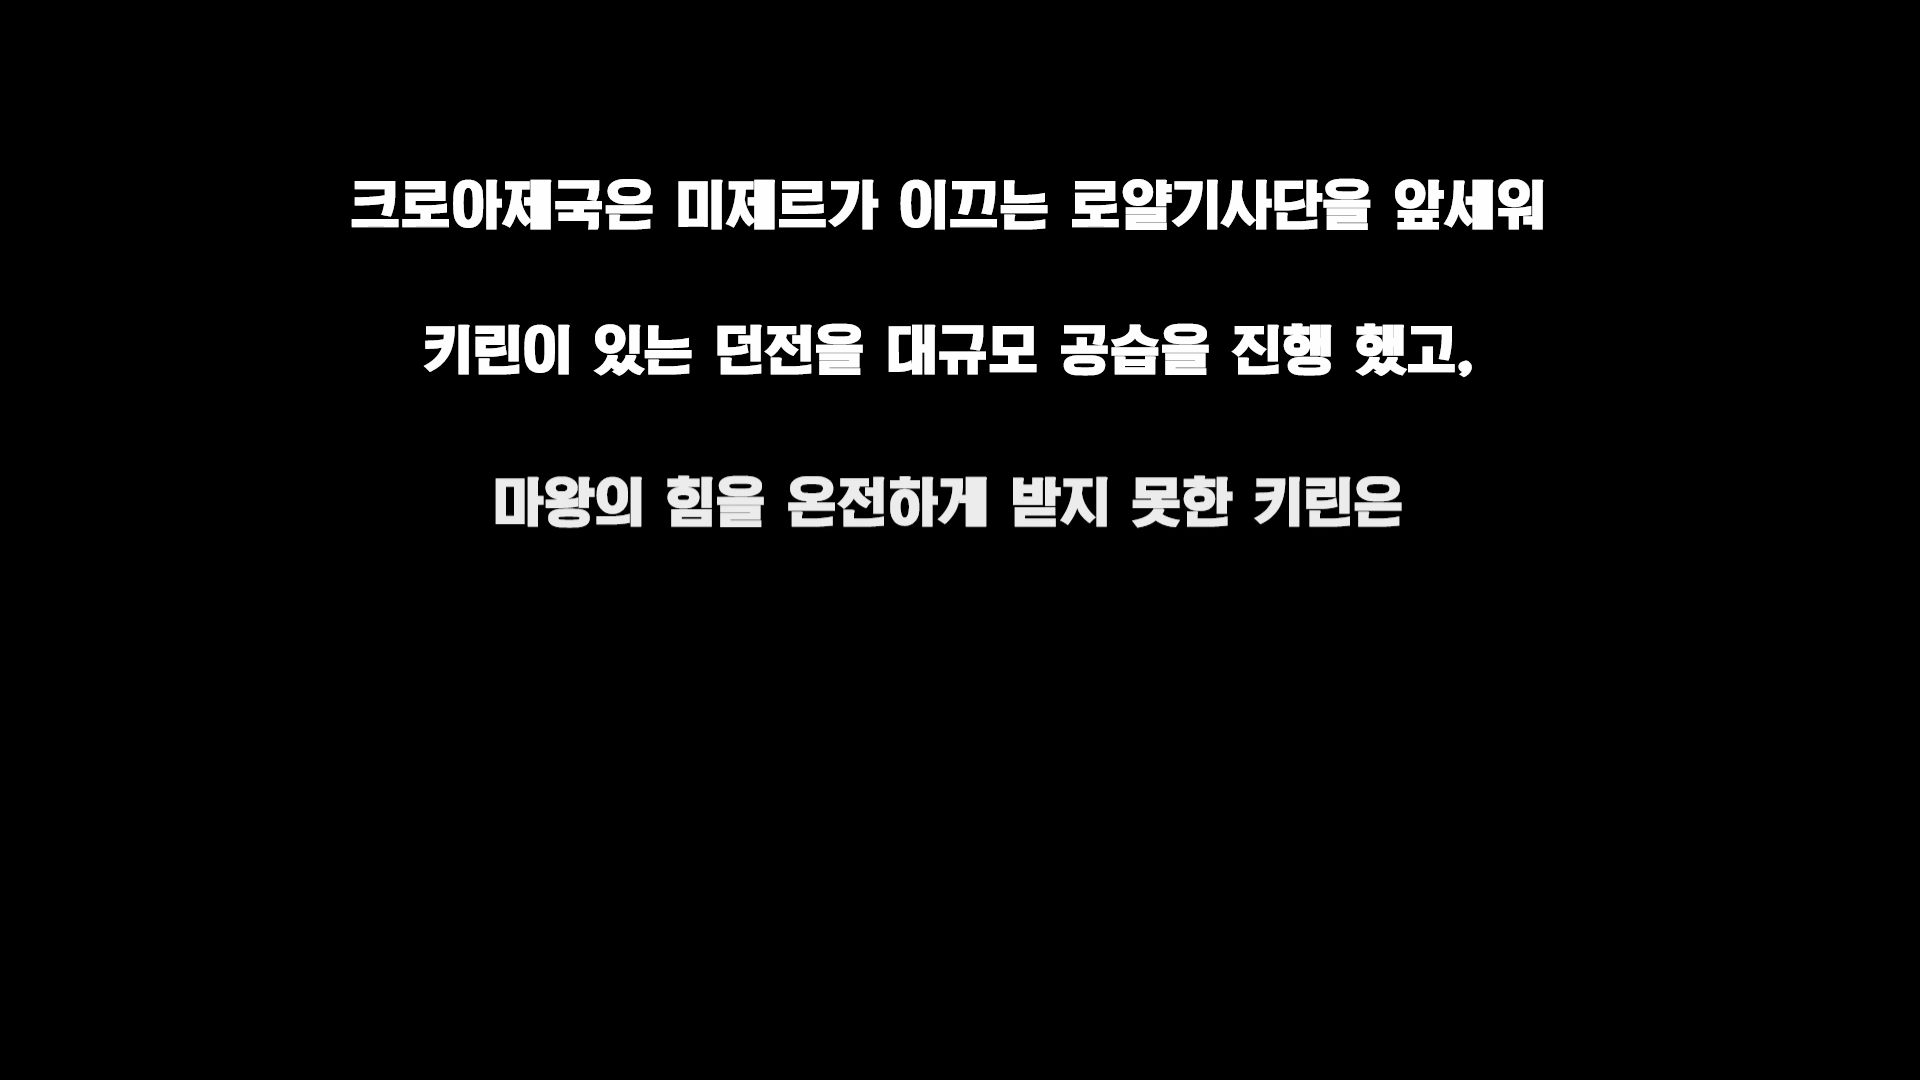 크로아제국은 미제르가 이끄는 로얄기사단을 앞세워
키린이 있는 던전을 대규모 공습을 진행 했고,
마왕의 힘을 온전하게 받지 못한 키린은